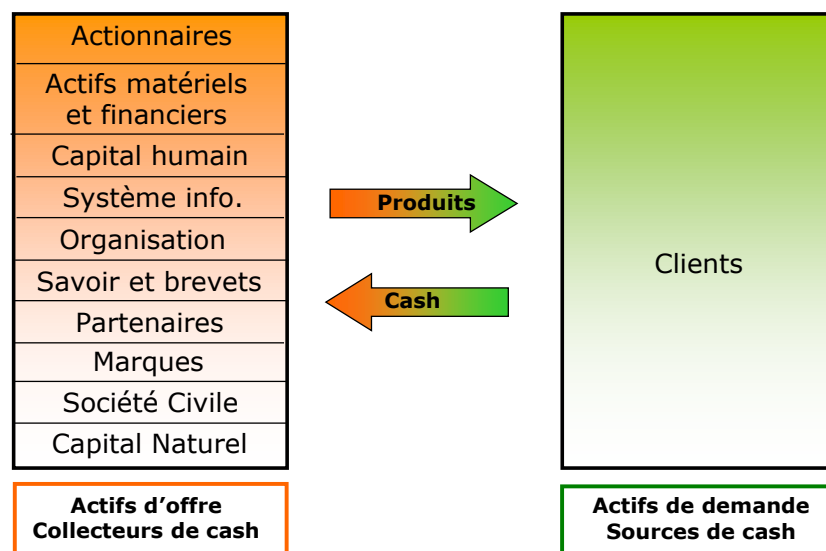 Actionnaires
Actifs matériels
et financiers
Capital humain
Système info.
Organisation
Savoir et brevets
Partenaires
Marques
Société Civile
Capital Naturel
Produits
Cash
Clients
Actifs d’offre
Collecteurs de cash
Actifs de demande
Sources de cash